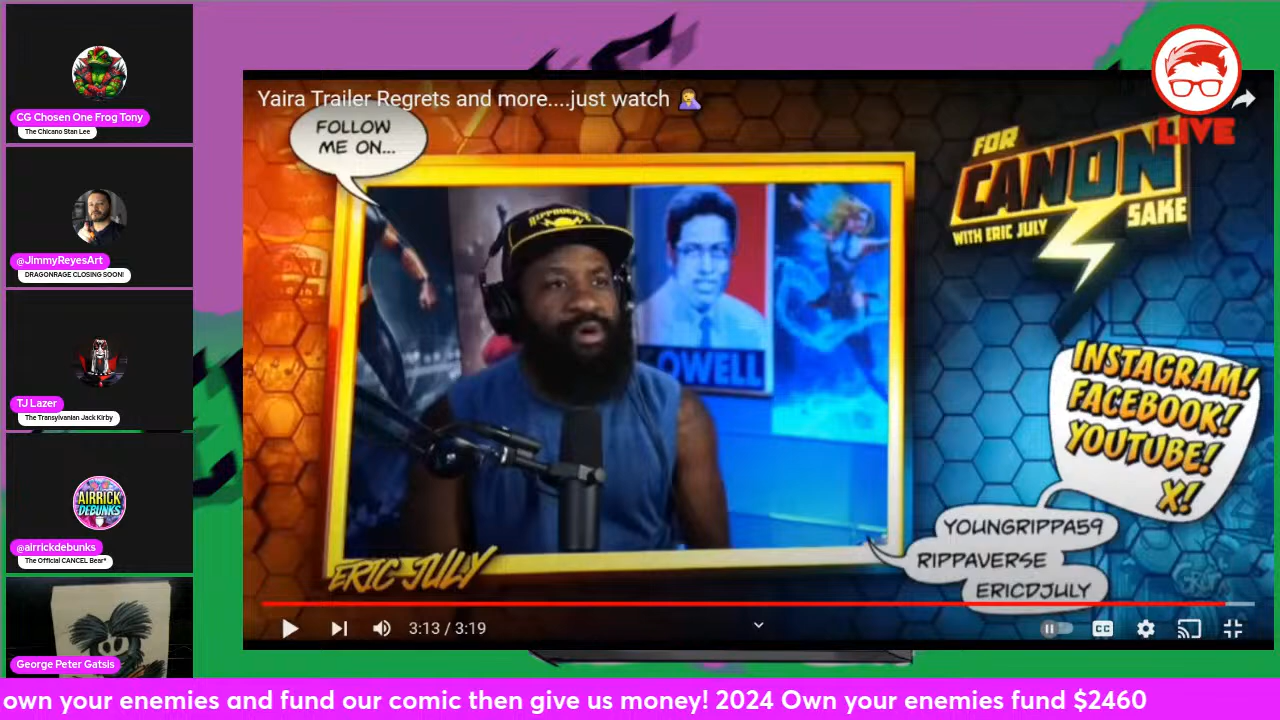 CG Chosen One Frog Tony
The Chicano Stan Lee
@JImmyReyesArt
DRAGONRAGE CLOSING SOON!
TJ Lazer
The Transylvanian Jack Kirby
AIRRICK
DEBUNKS
@airrickdebunks
The Official CANCEL Bear*
George Peter Gatsis
Yaira Trailer Regrets and more....just watch 🤦
LIVE
FOLLOW
ME ON...
FOR
CANON
SAKE
WITH ERIC JULY
RIPPAVERSE
OWELL
INSTAGRAM!
FACEBOOK!
YOUTUBE!
X!
YOUNGRIPPA59
RIPPAVERSE
ERICDJULY
ERIC JULY
3:13 / 3:19
CC
own your enemies and fund our comic then give us money! 2024 Own your enemies fund $2460